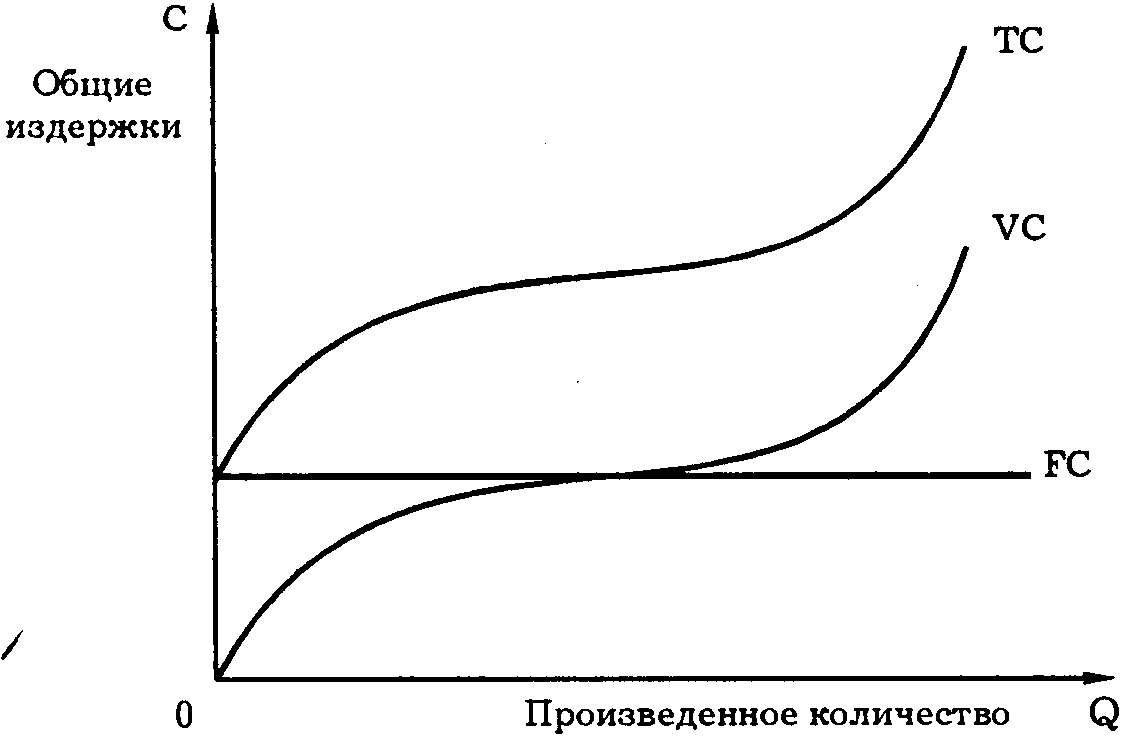 C
Общие
издержки
TC
VC
FC
0
Произведенное количество
Q